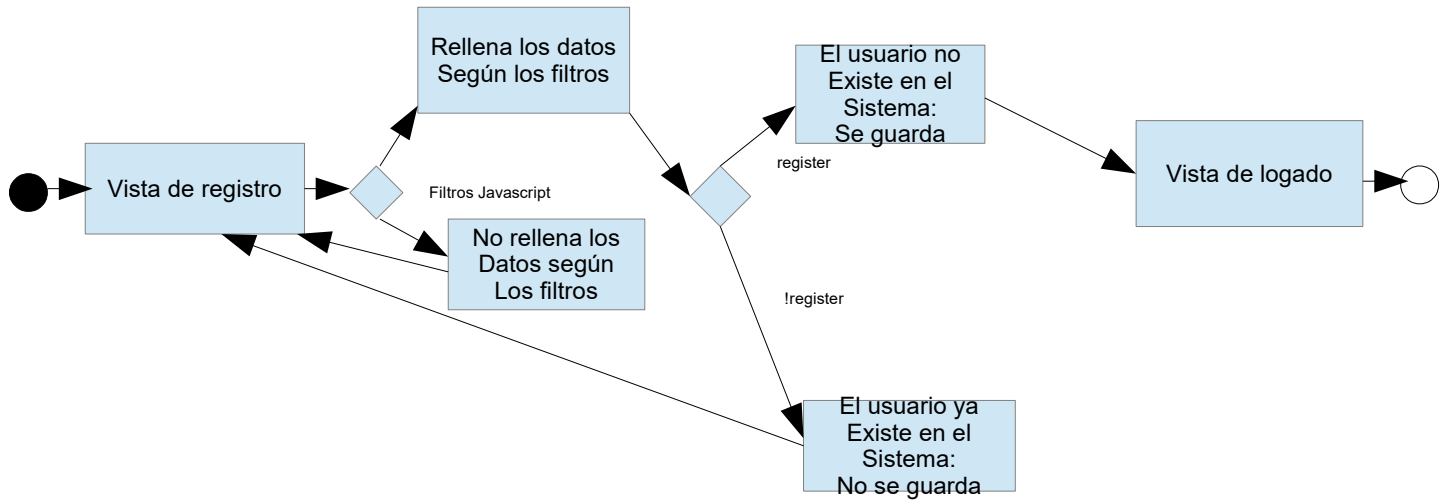 Vista de registro
Rellena los datos
Según los filtros
Filtros Javascript
No rellena los
Datos según
Los filtros
El usuario no
Existe en el
Sistema:
Se guarda
register
!register
El usuario ya
Existe en el
Sistema:
No se guarda
Vista de logado